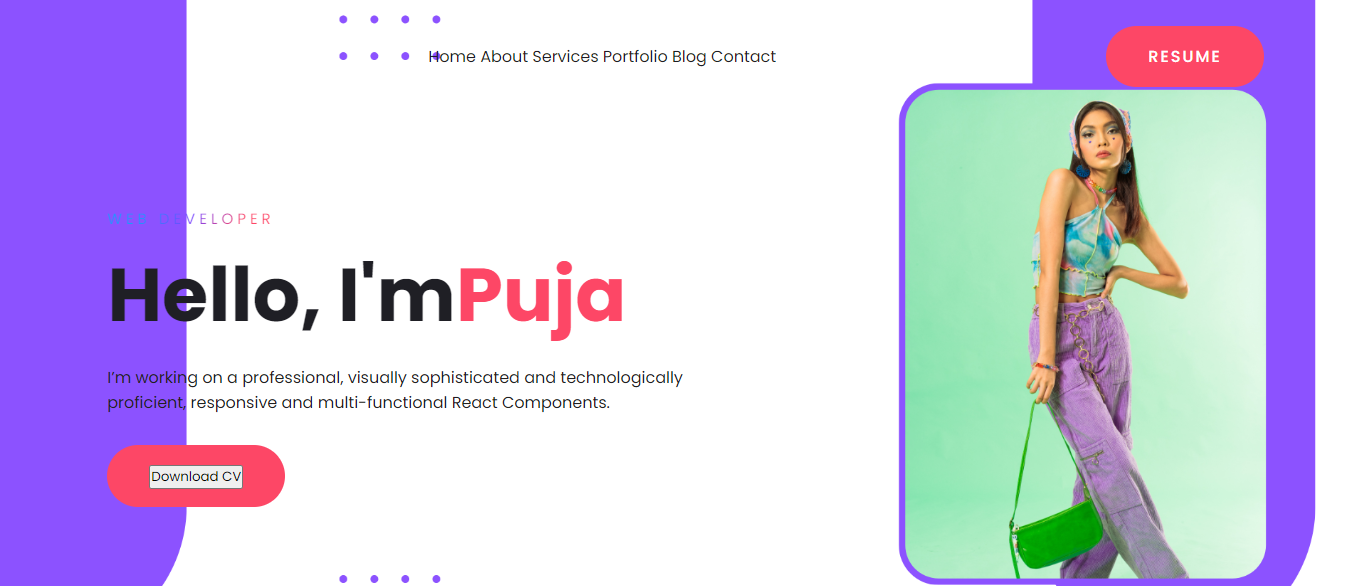 Home About Services Portfolio Blog Contact
RESUME
WEB DEVELOPER
Hello, I'mPuja
I’m working on a professional, visually sophisticated and technologically
proficient, responsive and multi-functional React Components.
Download CV